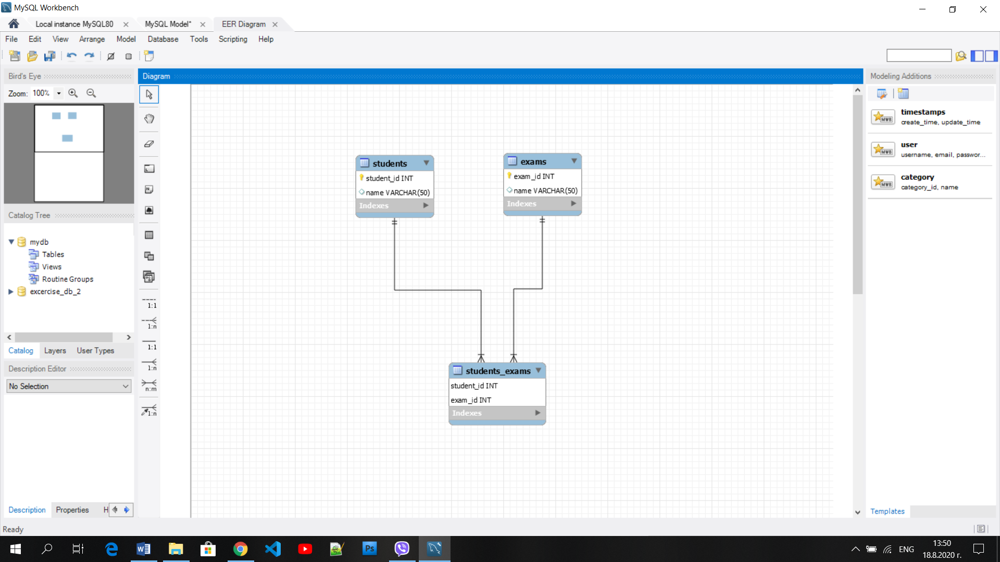 MySQL Workbench
Local instance MySQL80
MySQL Model*
EER Diagram
File Edit View Arrange Model Database Tools Scripting Help
Bird's Eye
Zoom: 100%
Catalog Tree
mydb
Tables
Views
Routine Groups
excercise_db_2
Catalog Layers User Types
Description Editor
No Selection
Description Properties H
Ready
Diagram
1:1
1:n
1:1
1:n
n:m
1:n
students
student_id INT
name VARCHAR(50)
Indexes
exams
exam_id INT
name VARCHAR(50)
Indexes
students_exams
student_id INT
exam_id INT
Indexes
Modeling Additions
MWB
timestamps
create_time, update_time
MWB
user
username, email, passwor...
MWB
category
category_id, name
Templates
Ps
ENG
13:50
18.8.2020 г.